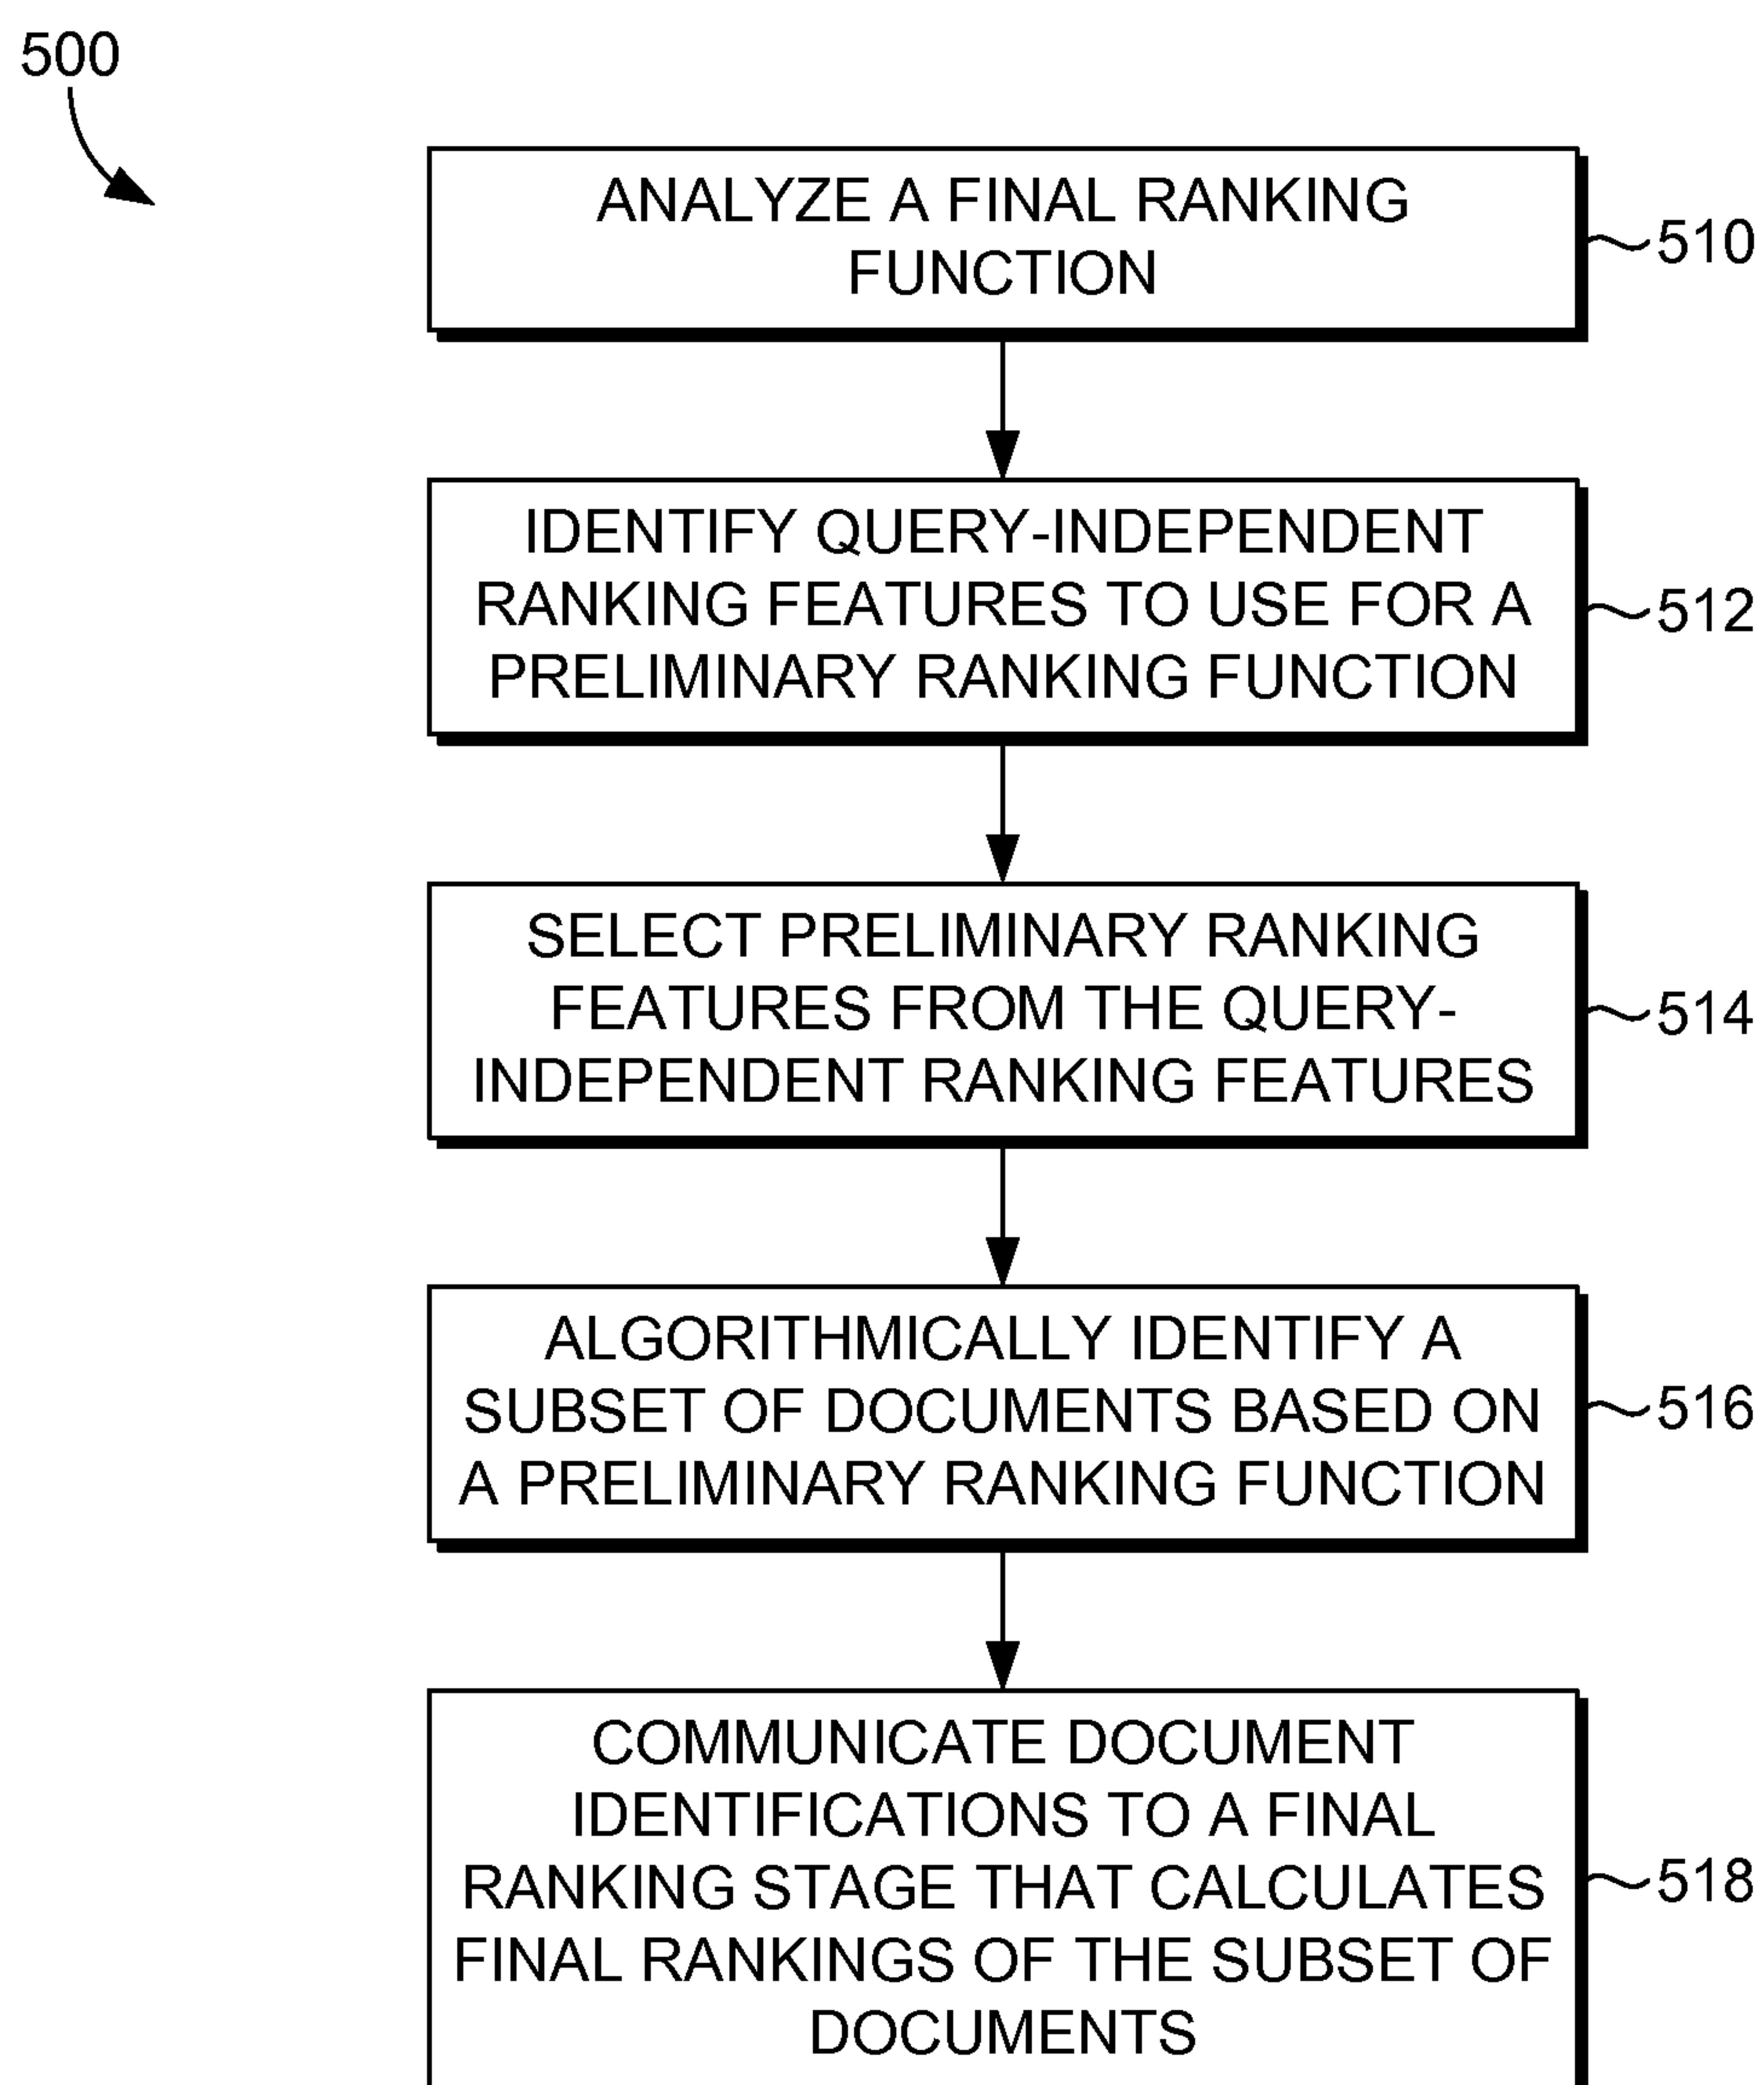 500
ANALYZE A FINAL RANKING
FUNCTION
510
IDENTIFY QUERY-INDEPENDENT
RANKING FEATURES TO USE FOR A
PRELIMINARY RANKING FUNCTION
512
SELECT PRELIMINARY RANKING
FEATURES FROM THE QUERY-
INDEPENDENT RANKING FEATURES
514
ALGORITHMICALLY IDENTIFY A
SUBSET OF DOCUMENTS BASED ON
A PRELIMINARY RANKING FUNCTION
516
COMMUNICATE DOCUMENT
IDENTIFICATIONS TO A FINAL
RANKING STAGE THAT CALCULATES
FINAL RANKINGS OF THE SUBSET OF
DOCUMENTS
518